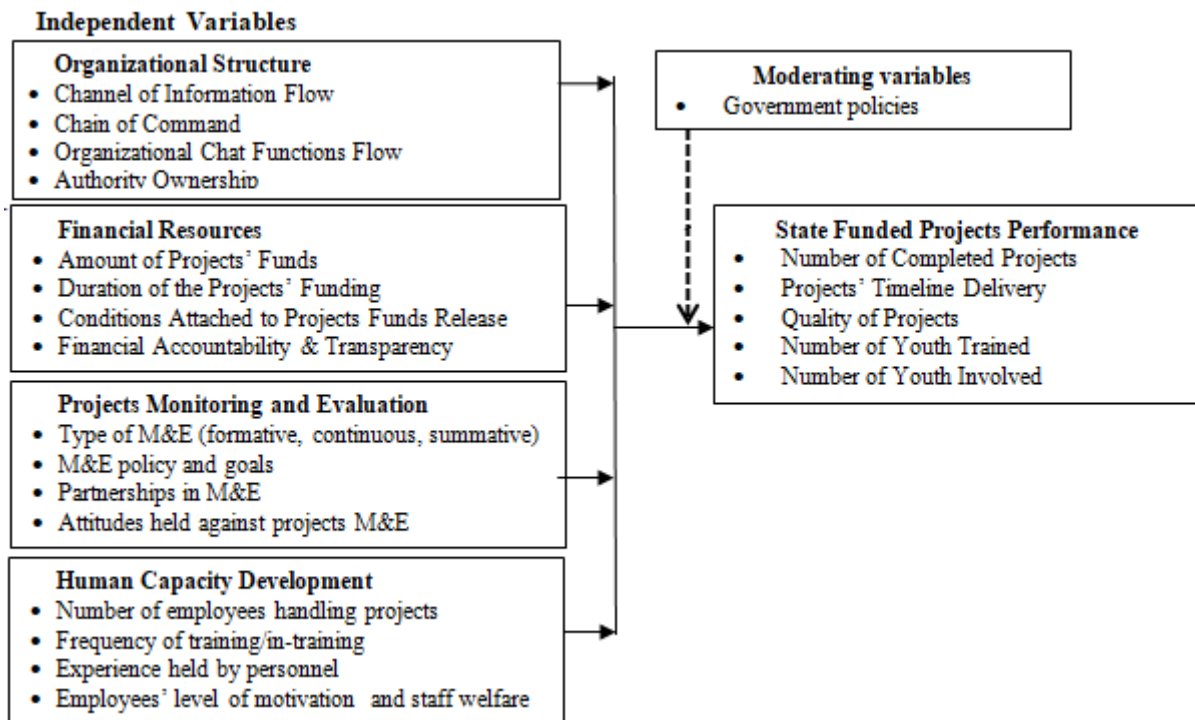 Independent Variables
Organizational Structure
• Channel of Information Flow
• Chain of Command
• Organizational Chat Functions Flow
• Authority Ownership
Financial Resources
• Amount of Projects’ Funds
• Duration of the Projects’ Funding
• Conditions Attached to Projects Funds Release
• Financial Accountability & Transparency
Projects Monitoring and Evaluation
• Type of M&E (formative, continuous, summative)
• M&E policy and goals
• Partnerships in M&E
• Attitudes held against projects M&E
Human Capacity Development
• Number of employees handling projects
• Frequency of training/in-training
• Experience held by personnel
• Employees’ level of motivation and staff welfare
Moderating variables
• Government policies
State Funded Projects Performance
• Number of Completed Projects
• Projects’ Timeline Delivery
• Quality of Projects
• Number of Youth Trained
• Number of Youth Involved